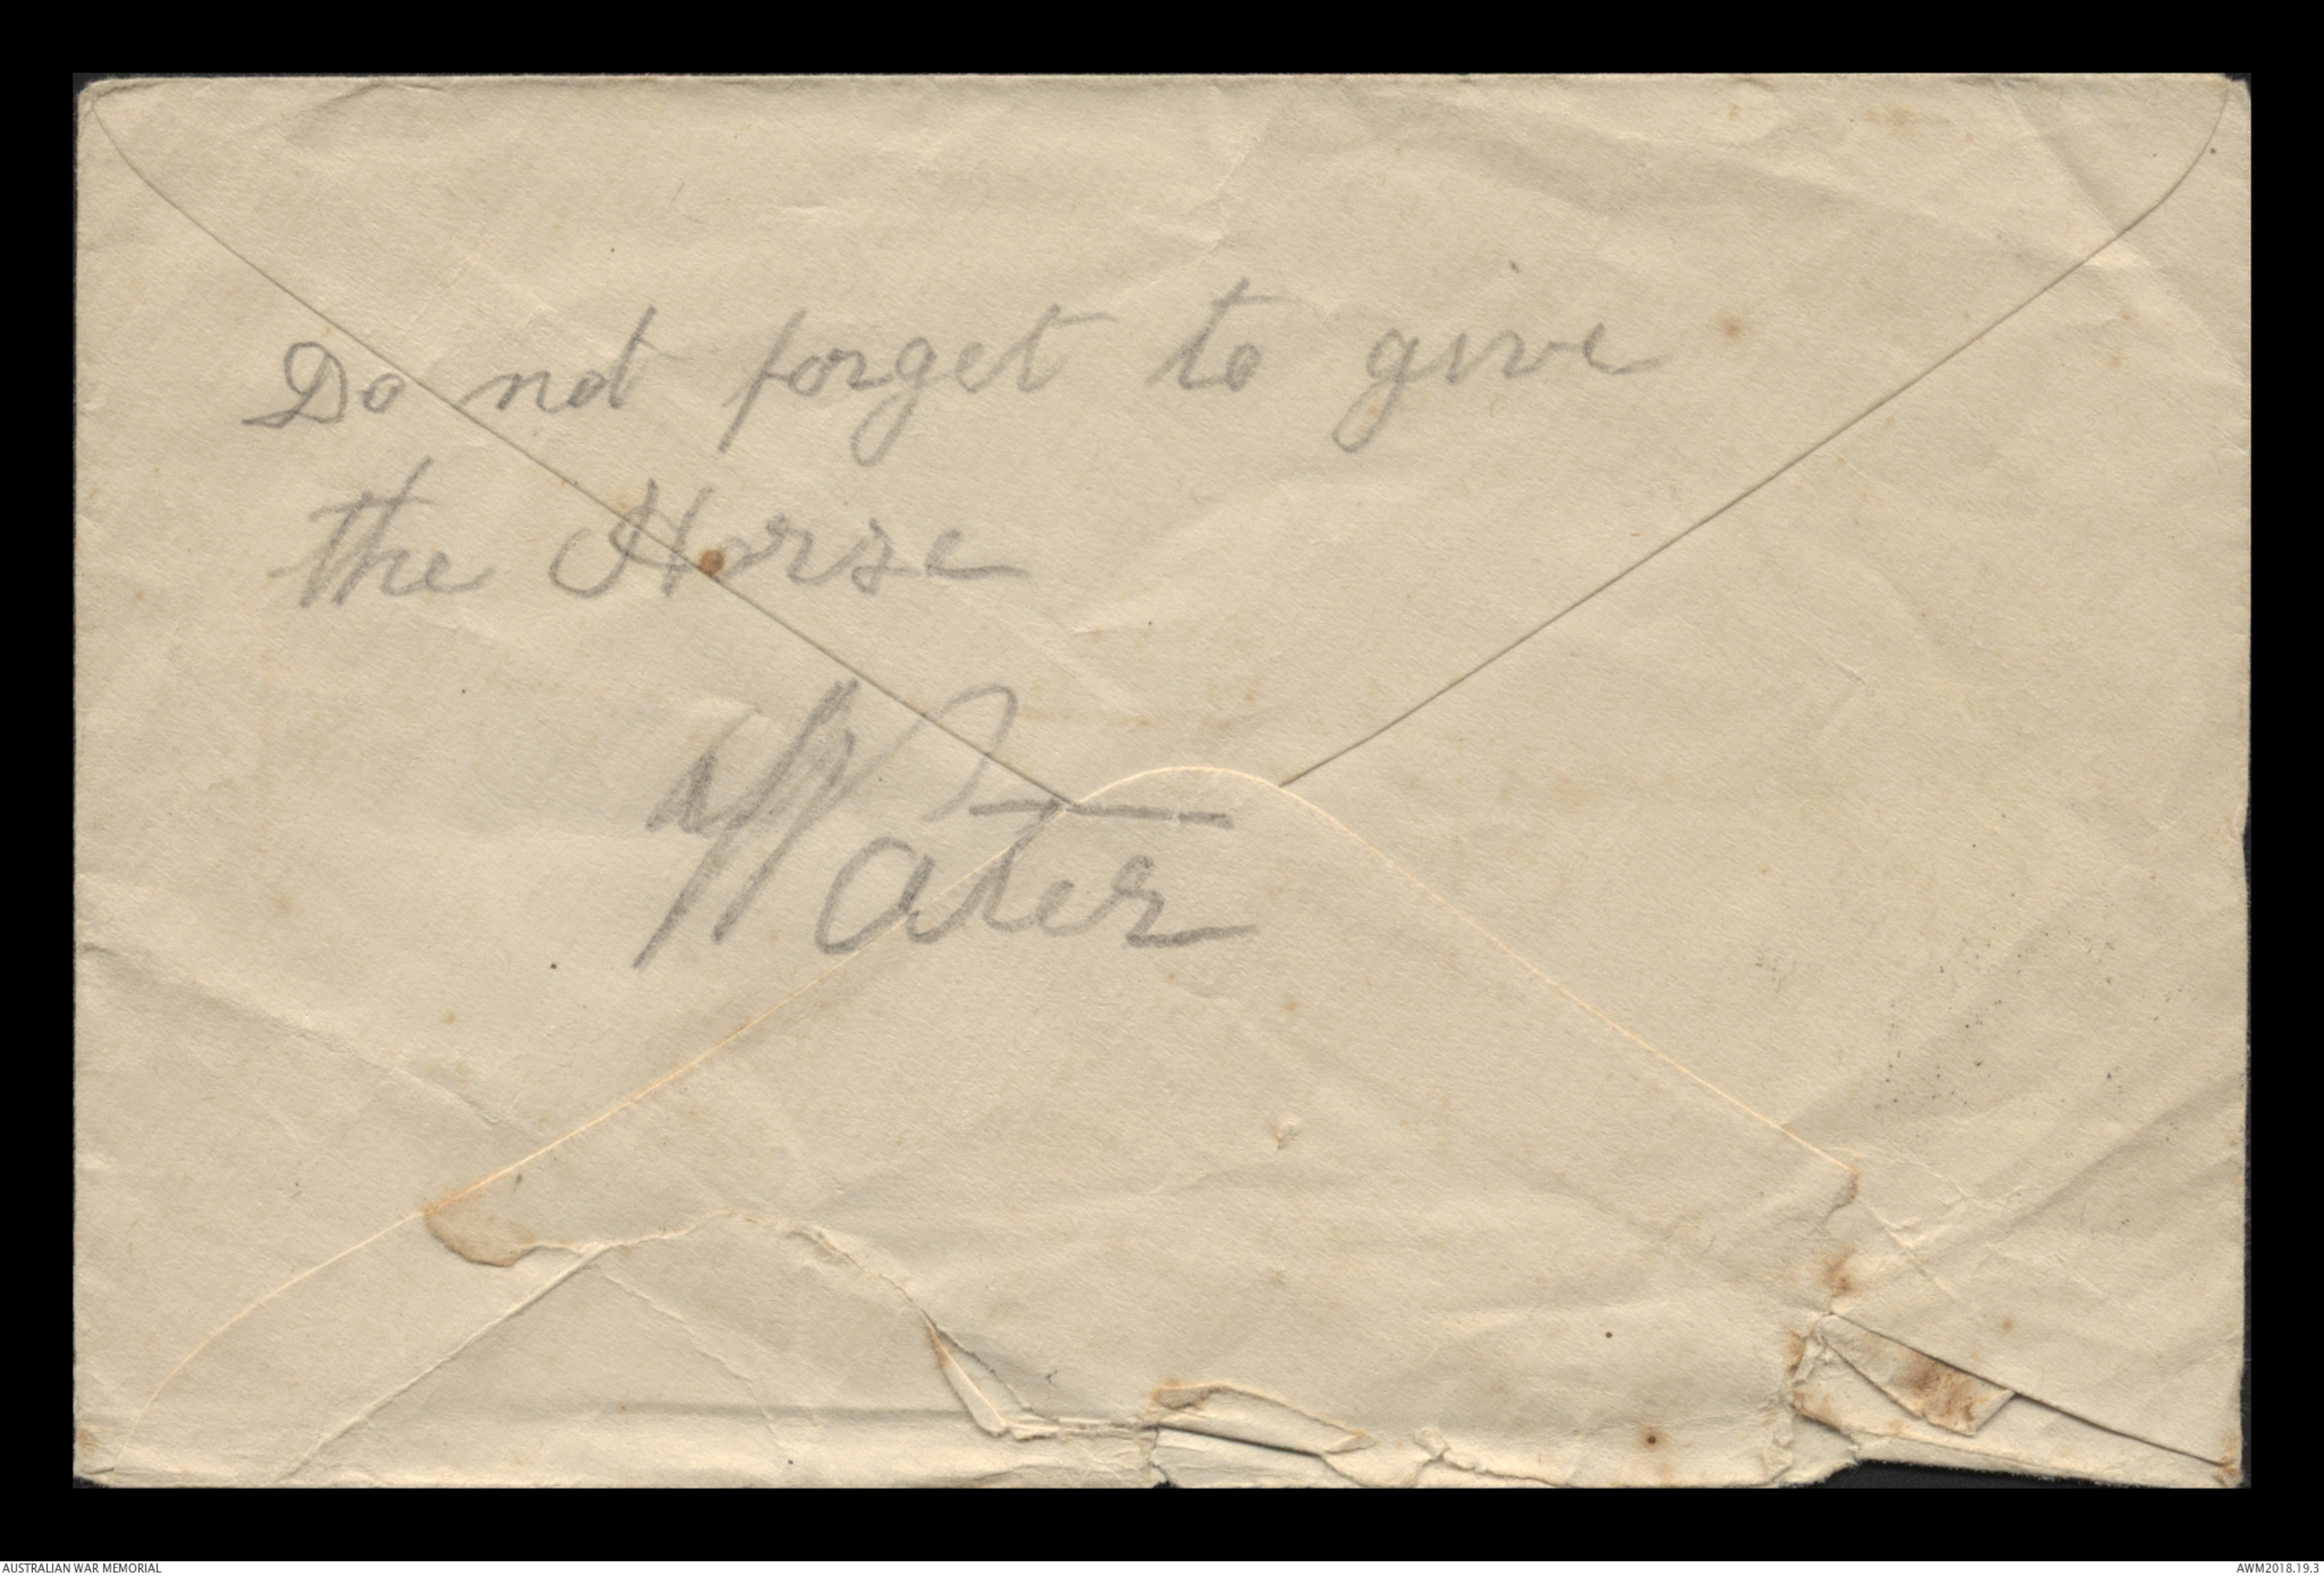 Do not forget to give
the Horse
Water
AUSTRALIAN WAR MEMORIAL
AWM2018.19.3